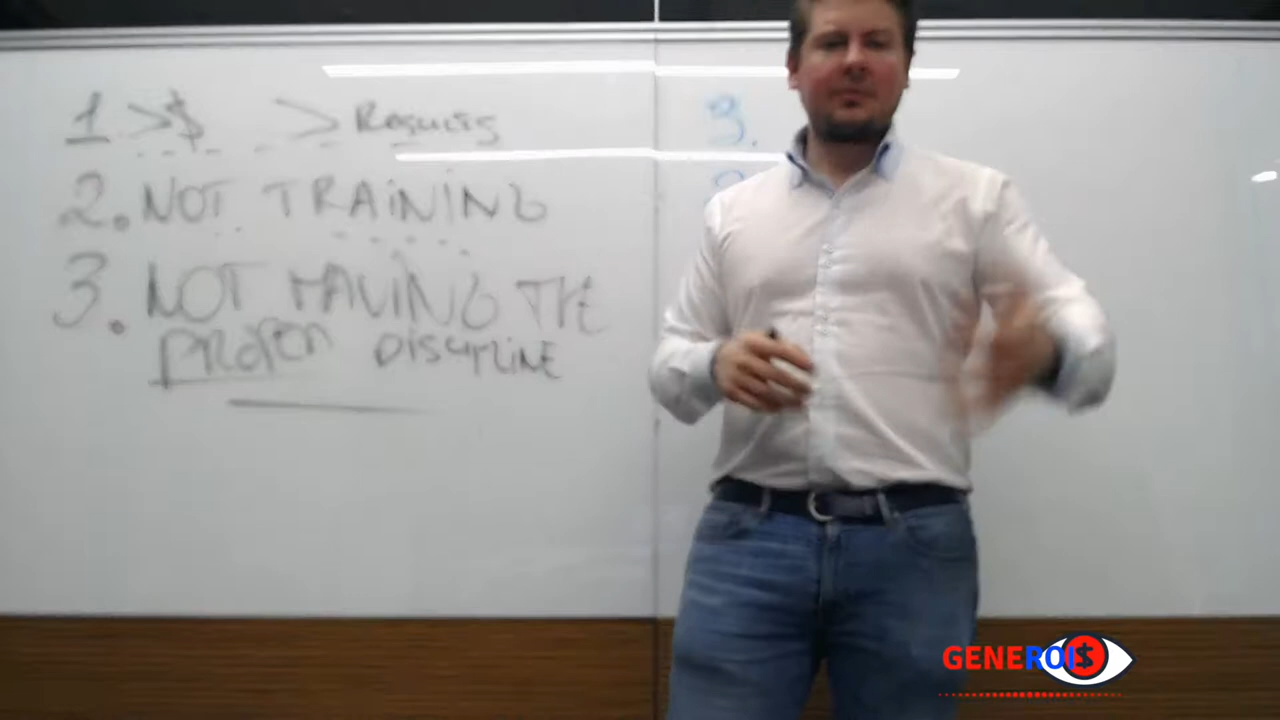 1. >$ > Results
2. NOT TRAiNiNG
3. NOT HAViNG THE
PROPER DISCIPLINE
3.
GENEROI$